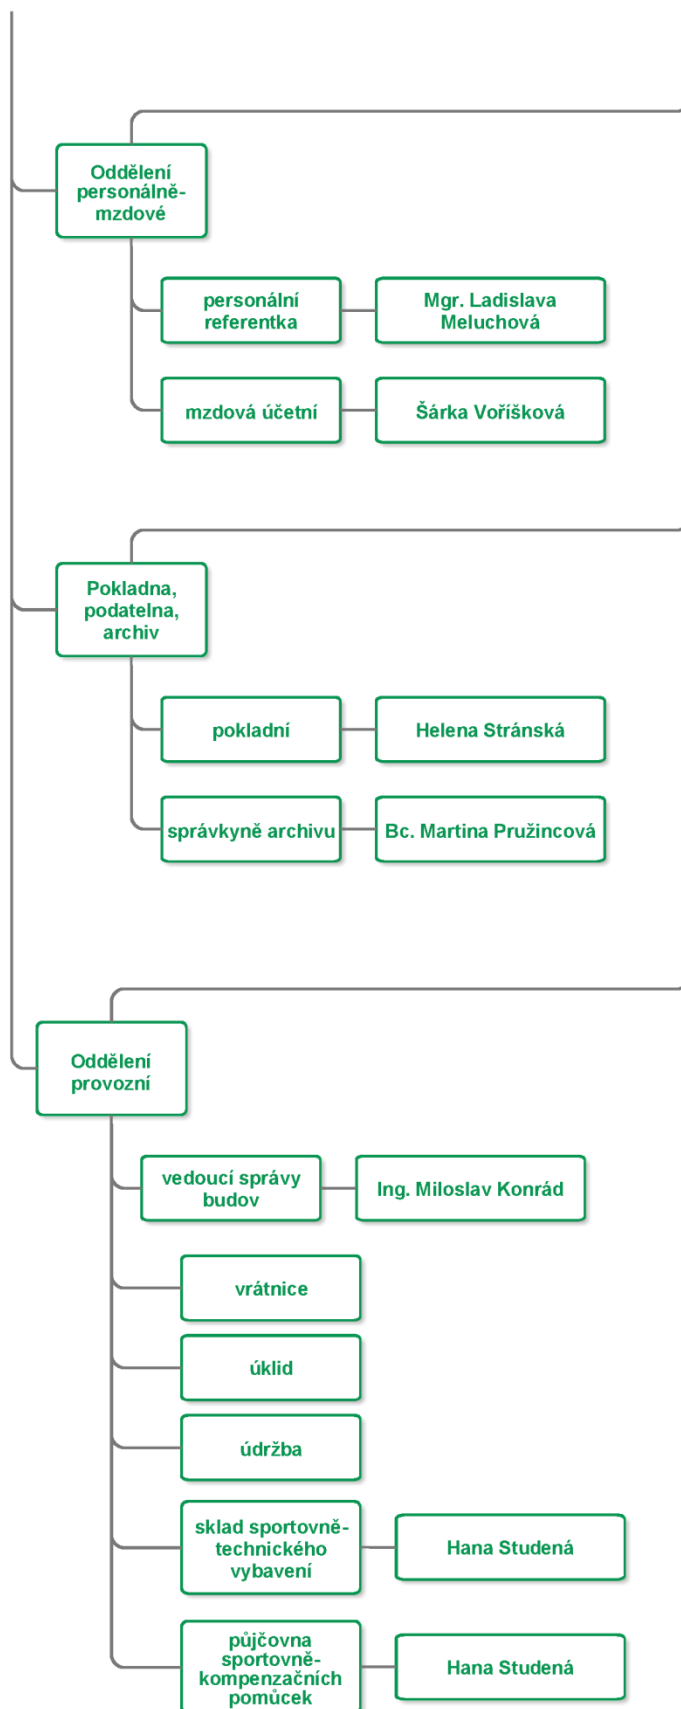 Oddělení
personálně-
mzdové
personální
referentka
Mgr. Ladislava
Meluchová
mzdová účetní
Šárka Voříšková
Pokladna,
podatelna,
archiv
pokladní
Helena Stránská
správkyně archivu
Bc. Martina Pružincová
Oddělení
provozní
vedoucí správy
budov
Ing. Miloslav Konrád
vrátnice
úklid
údržba
sklad sportovně-
technického
vybavení
Hana Studená
půjčovna
sportovně-
kompenzačních
pomůcek
Hana Studená